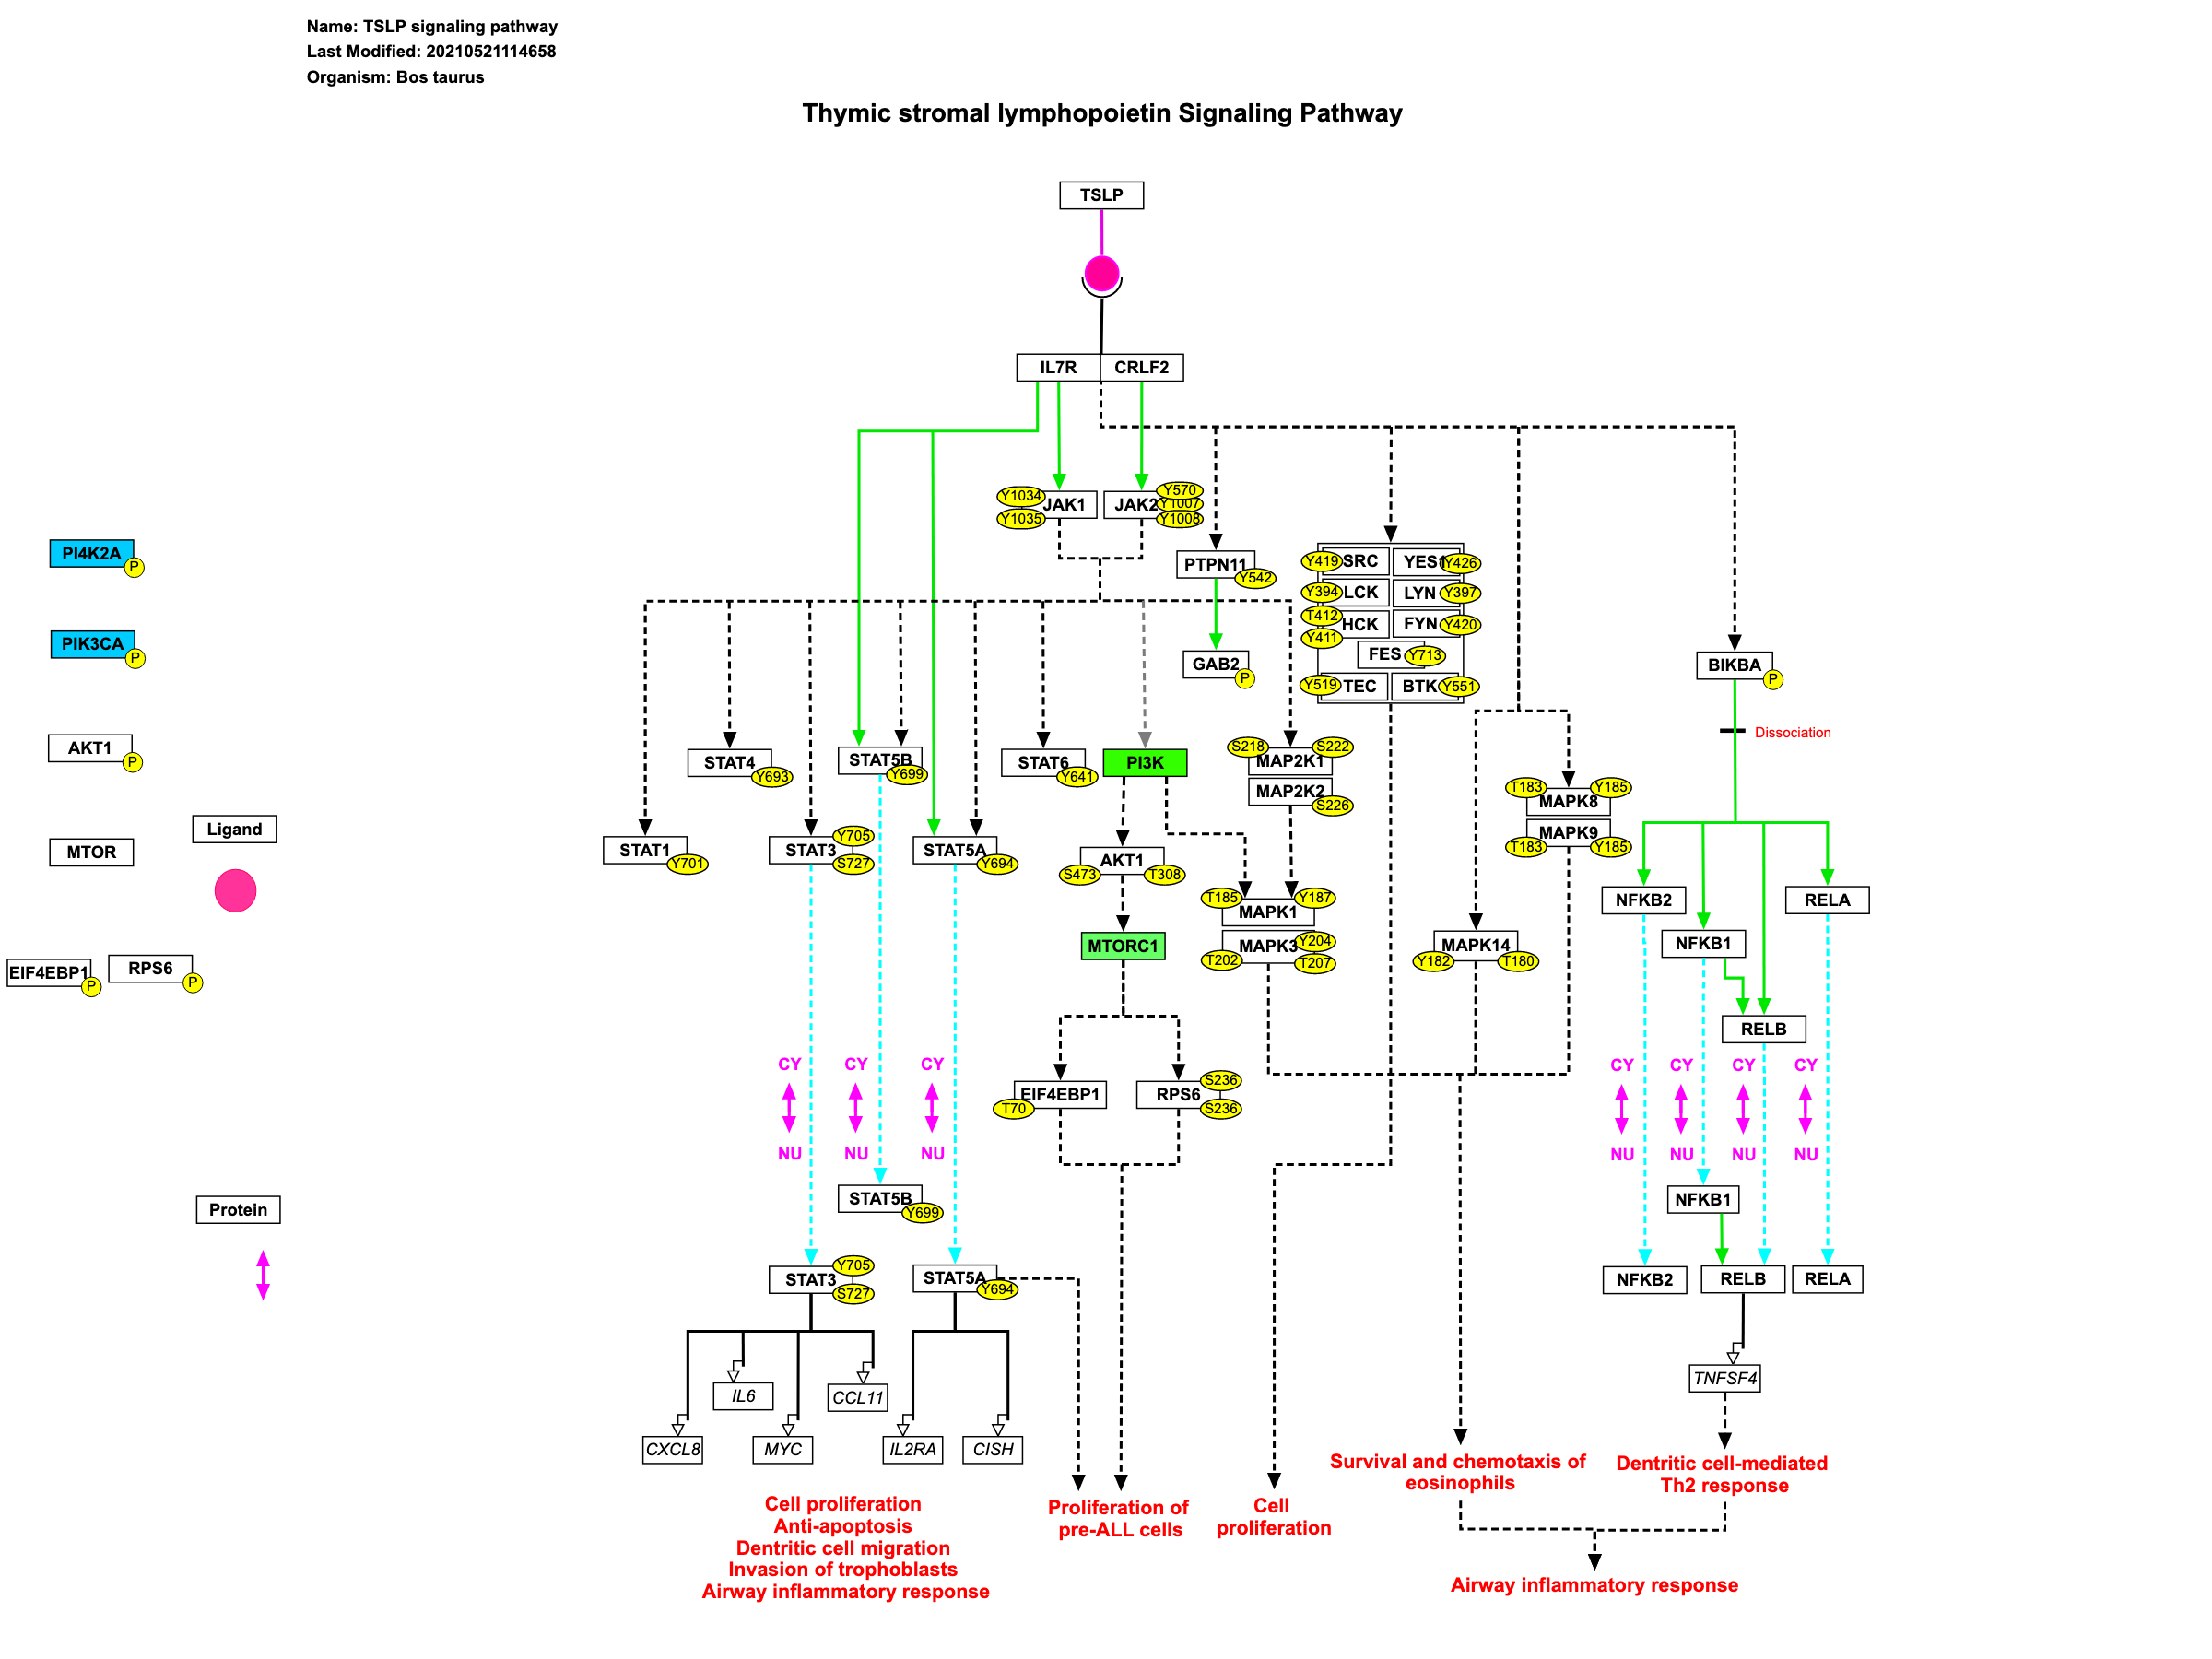 Name: TSLP signaling pathway
Last Modified: 20210521114658
Organism: Bos taurus
Thymic stromal lymphopoietin Signaling Pathway
TSLP
IL7R
CRLF2
Y1034
JAK1
Y1035
JAK2
Y570
Y1007
Y1008
PTPN11
Y542
GAB2
P
Y419
SRC
YES1
Y426
Y394
LCK
LYN
Y397
T412
HCK
Y411
FYN
Y420
FES
Y713
Y519
TEC
BTK
Y551
BIKBA
P
Dissociation
PI4K2A
P
PIK3CA
P
AKT1
P
MTOR
EIF4EBP1
P
RPS6
P
Ligand
Protein
STAT4
Y693
STAT5B
Y699
STAT6
Y641
PI3K
S218
S222
MAP2K1
MAP2K2
S226
T183
Y185
MAPK8
MAPK9
T183
Y185
STAT1
Y701
STAT3
Y705
S727
STAT5A
Y694
AKT1
S473
T308
T185
Y187
MAPK1
MAPK3
Y204
T202
T207
MTORC1
MAPK14
Y182
T180
NFKB2
RELA
NFKB1
RELB
CY
CY
CY
CY
CY
CY
CY
NU
NU
NU
NU
NU
NU
NU
EIF4EBP1
T70
RPS6
S236
S236
STAT5B
Y699
NFKB1
STAT3
Y705
S727
STAT5A
Y694
NFKB2
RELB
RELA
IL6
CCL11
CXCL8
MYC
IL2RA
CISH
TNFSF4
Cell proliferation
Anti-apoptosis
Dentritic cell migration
Invasion of trophoblasts
Airway inflammatory response
Proliferation of
pre-ALL cells
Cell
proliferation
Survival and chemotaxis of
eosinophils
Dentritic cell-mediated
Th2 response
Airway inflammatory response